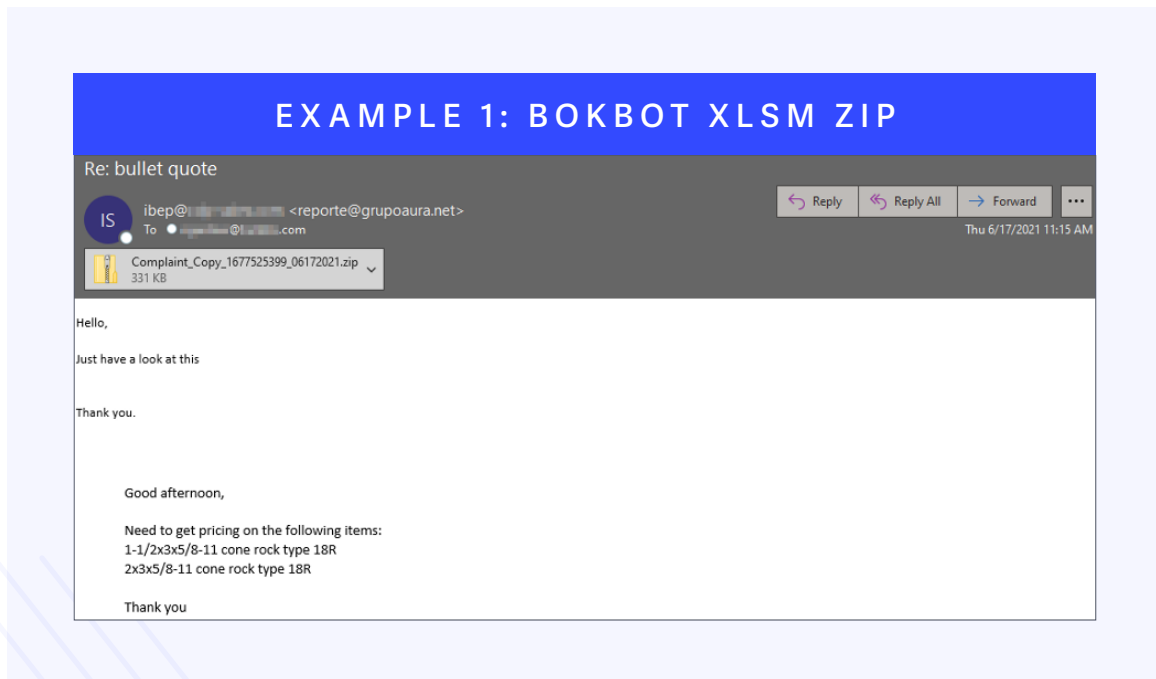 EXAMPLE 1: BOKBOT XLSM ZIP
Re: bullet quote
IS
ibep@ <reporte@grupoaura.net>
To @ .com
Reply
Reply All
Forward
...
Thu 6/17/2021 11:15 AM
Complaint_Copy_1677525399_06172021.zip
331 KB
Hello,
Just have a look at this
Thank you.
Good afternoon,
Need to get pricing on the following items:
1-1/2x3x5/8-11 cone rock type 18R
2x3x5/8-11 cone rock type 18R
Thank you